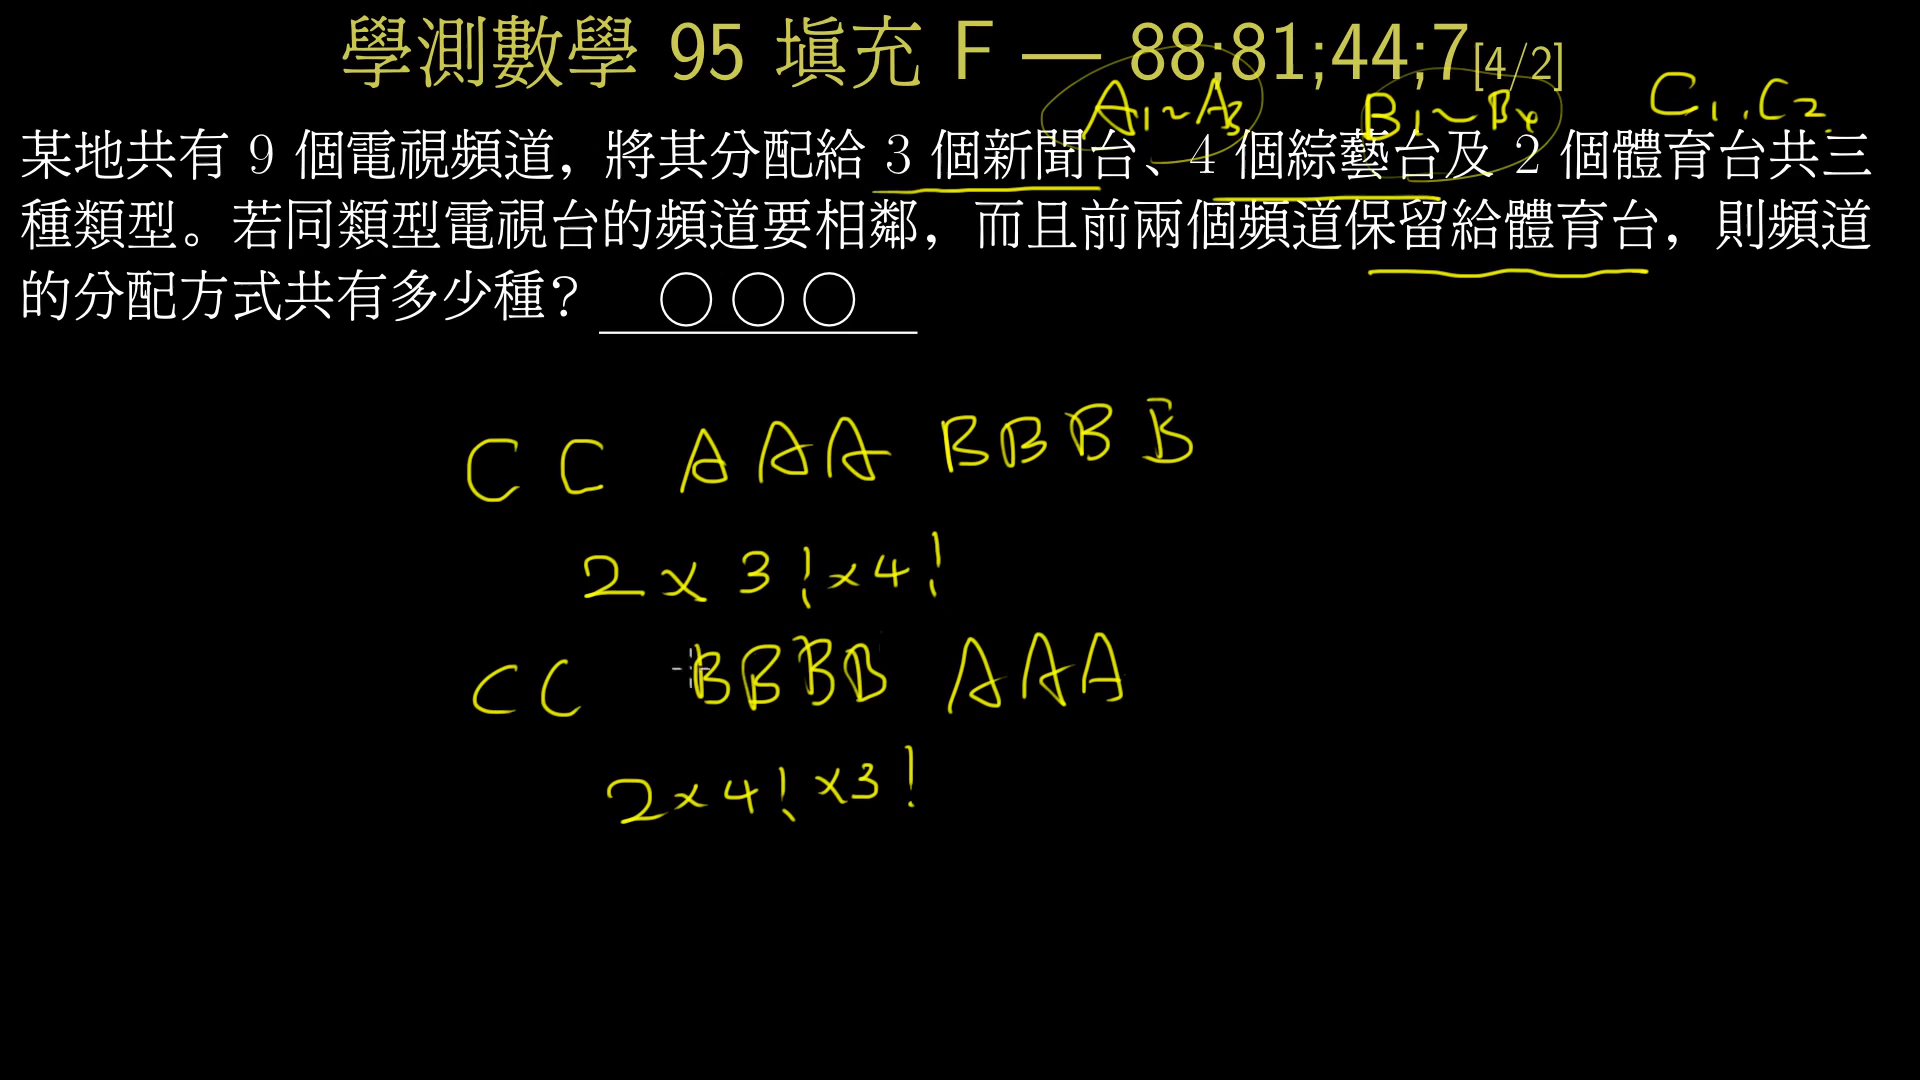 學測數學 95 填充 F — 88;81;44;7[4/2]
A1~A3 B1~B4 C1,C2
某地共有 9 個電視頻道，將其分配給 3 個新聞台、4 個綜藝台及 2 個體育台共三
種類型。若同類型電視台的頻道要相鄰，而且前兩個頻道保留給體育台，則頻道
的分配方式共有多少種？ ○○○
C C A A A B B B B
2 x 3! x 4!
C C B B B B A A A
2 x 4! x 3!